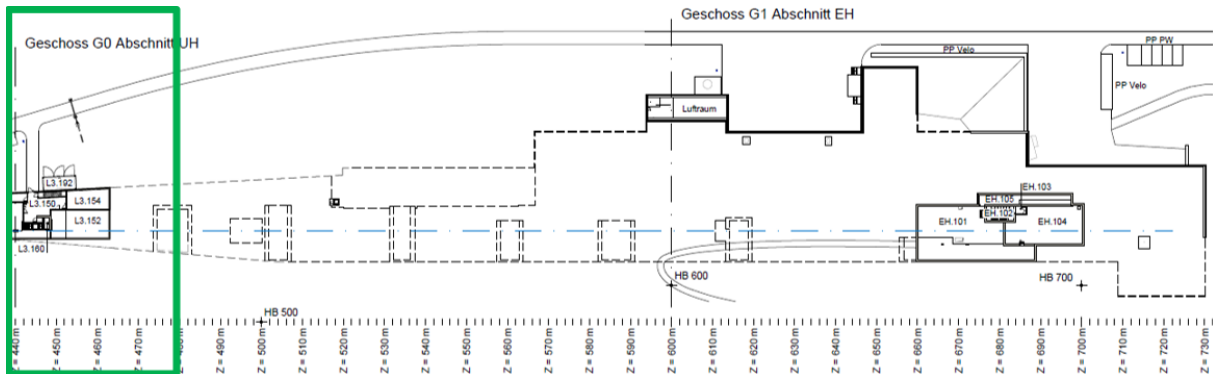 Geschoss G1 Abschnitt EH
Geschoss G0 Abschnitt UH
PP PW
PP Velo
PP Velo
Luftraum
L3.192
L3.150
L3.154
L3.152
L3.160
EH.103
EH.105
EH.101
EH.102
EH.104
HB 600
HB 700
HB 500
Z = 440 m
Z = 450 m
Z = 460 m
Z = 470 m
Z = 480 m
Z = 490 m
Z = 500 m
Z = 510 m
Z = 520 m
Z = 530 m
Z = 540 m
Z = 550 m
Z = 560 m
Z = 570 m
Z = 580 m
Z = 590 m
Z = 600 m
Z = 610 m
Z = 620 m
Z = 630 m
Z = 640 m
Z = 650 m
Z = 660 m
Z = 670 m
Z = 680 m
Z = 690 m
Z = 700 m
Z = 710 m
Z = 720 m
Z = 730 m